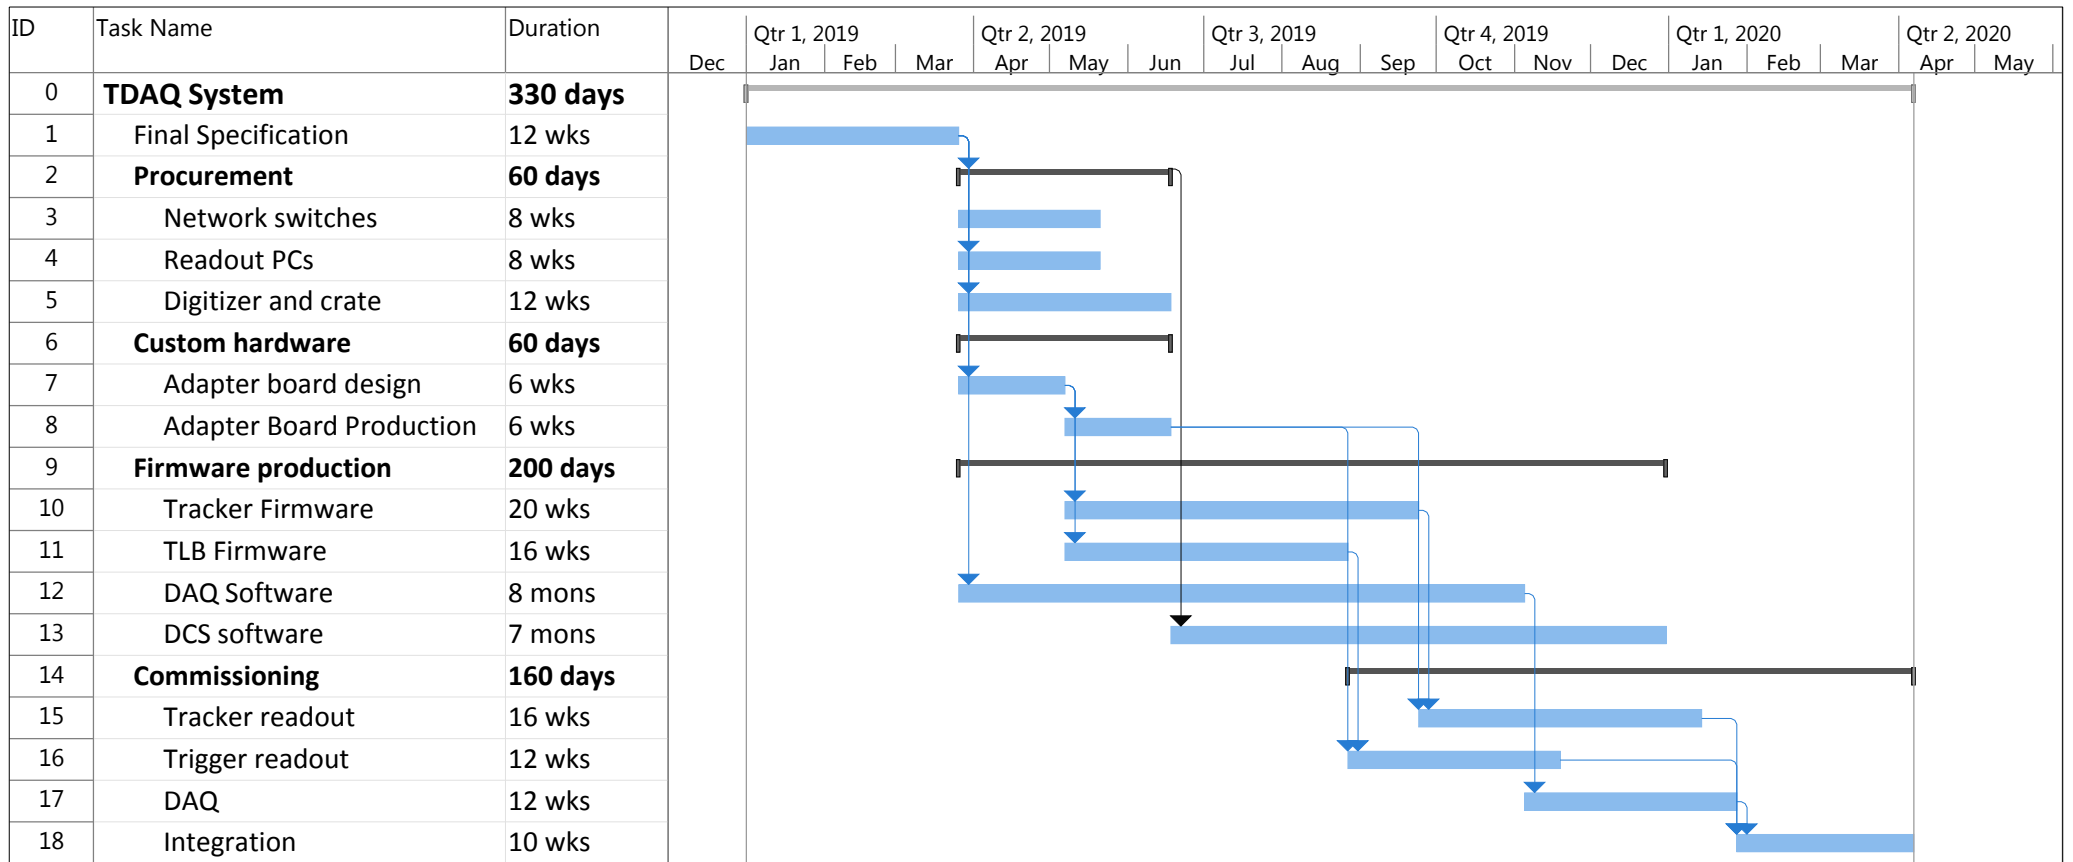 ID Task Name Duration Qtr 1, 2019 Qtr 2, 2019 Qtr 3, 2019 Qtr 4, 2019 Qtr 1, 2020 Qtr 2, 2020
Dec Jan Feb Mar Apr May Jun Jul Aug Sep Oct Nov Dec Jan Feb Mar Apr May
0 TDAQ System 330 days
1 Final Specification 12 wks
2 Procurement 60 days
3 Network switches 8 wks
4 Readout PCs 8 wks
5 Digitizer and crate 12 wks
6 Custom hardware 60 days
7 Adapter board design 6 wks
8 Adapter Board Production 6 wks
9 Firmware production 200 days
10 Tracker Firmware 20 wks
11 TLB Firmware 16 wks
12 DAQ Software 8 mons
13 DCS software 7 mons
14 Commissioning 160 days
15 Tracker readout 16 wks
16 Trigger readout 12 wks
17 DAQ 12 wks
18 Integration 10 wks